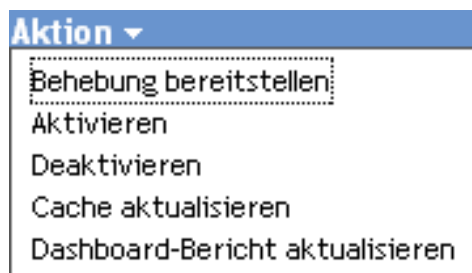 Aktion
Behebung bereitstellen
Aktivieren
Deaktivieren
Cache aktualisieren
Dashboard-Bericht aktualisieren